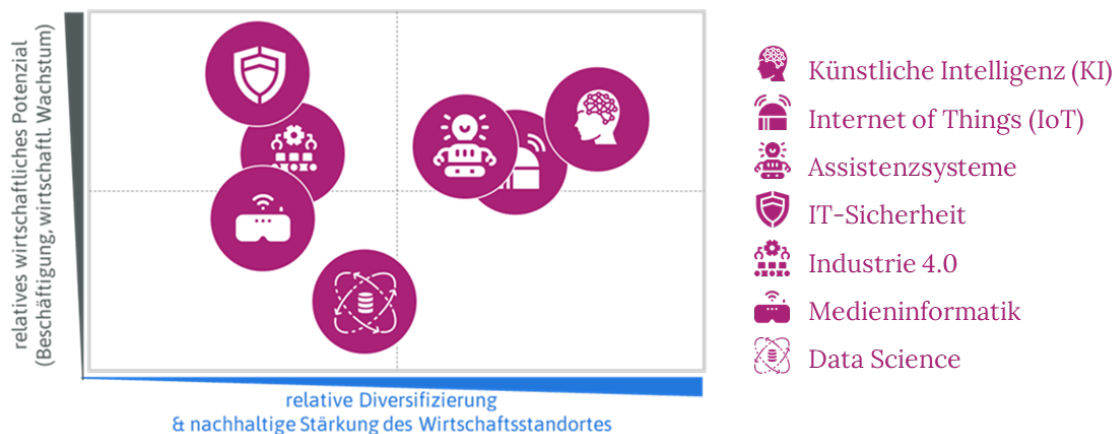 relatives wirtschaftliches Potenzial
(Beschäftigung, wirtschaftl. Wachstum)
relative Diversifizierung
& nachhaltige Stärkung des Wirtschaftsstandortes
Künstliche Intelligenz (KI)
Internet of Things (IoT)
Assistenzsysteme
IT-Sicherheit
Industrie 4.0
Medieninformatik
Data Science